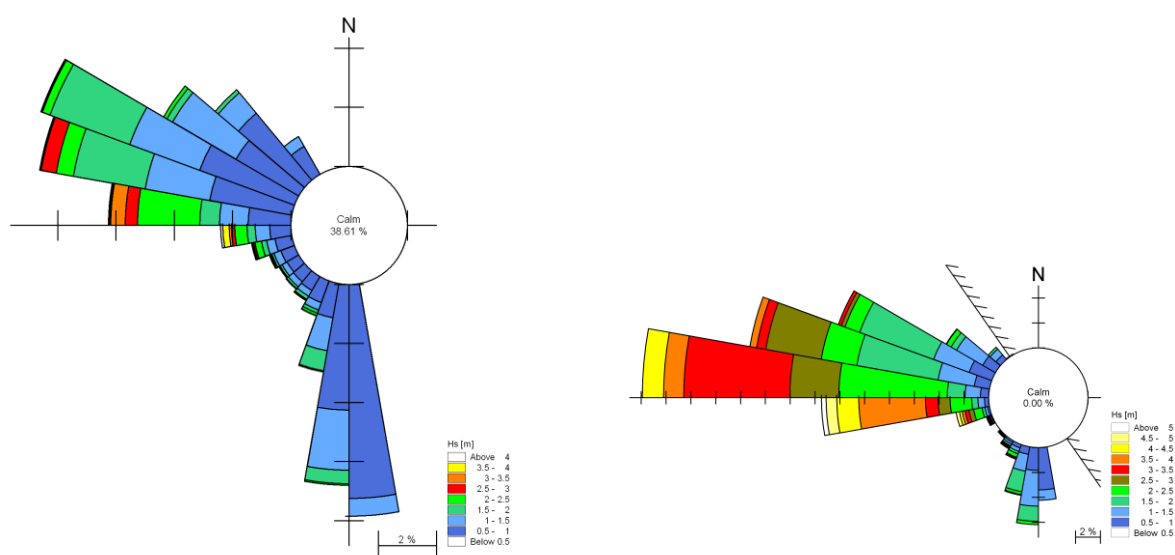 N
Calm
38.61 %
Hs [m]
Above 4
3.5 - 4
3 - 3.5
2.5 - 3
2 - 2.5
1.5 - 2
1 - 1.5
0.5 - 1
Below 0.5
2 %
N
Calm
0.00 %
Hs [m]
Above 5
4.5 - 5
4 - 4.5
3.5 - 4
3 - 3.5
2.5 - 3
2 - 2.5
1.5 - 2
1 - 1.5
0.5 - 1
Below 0.5
2 %